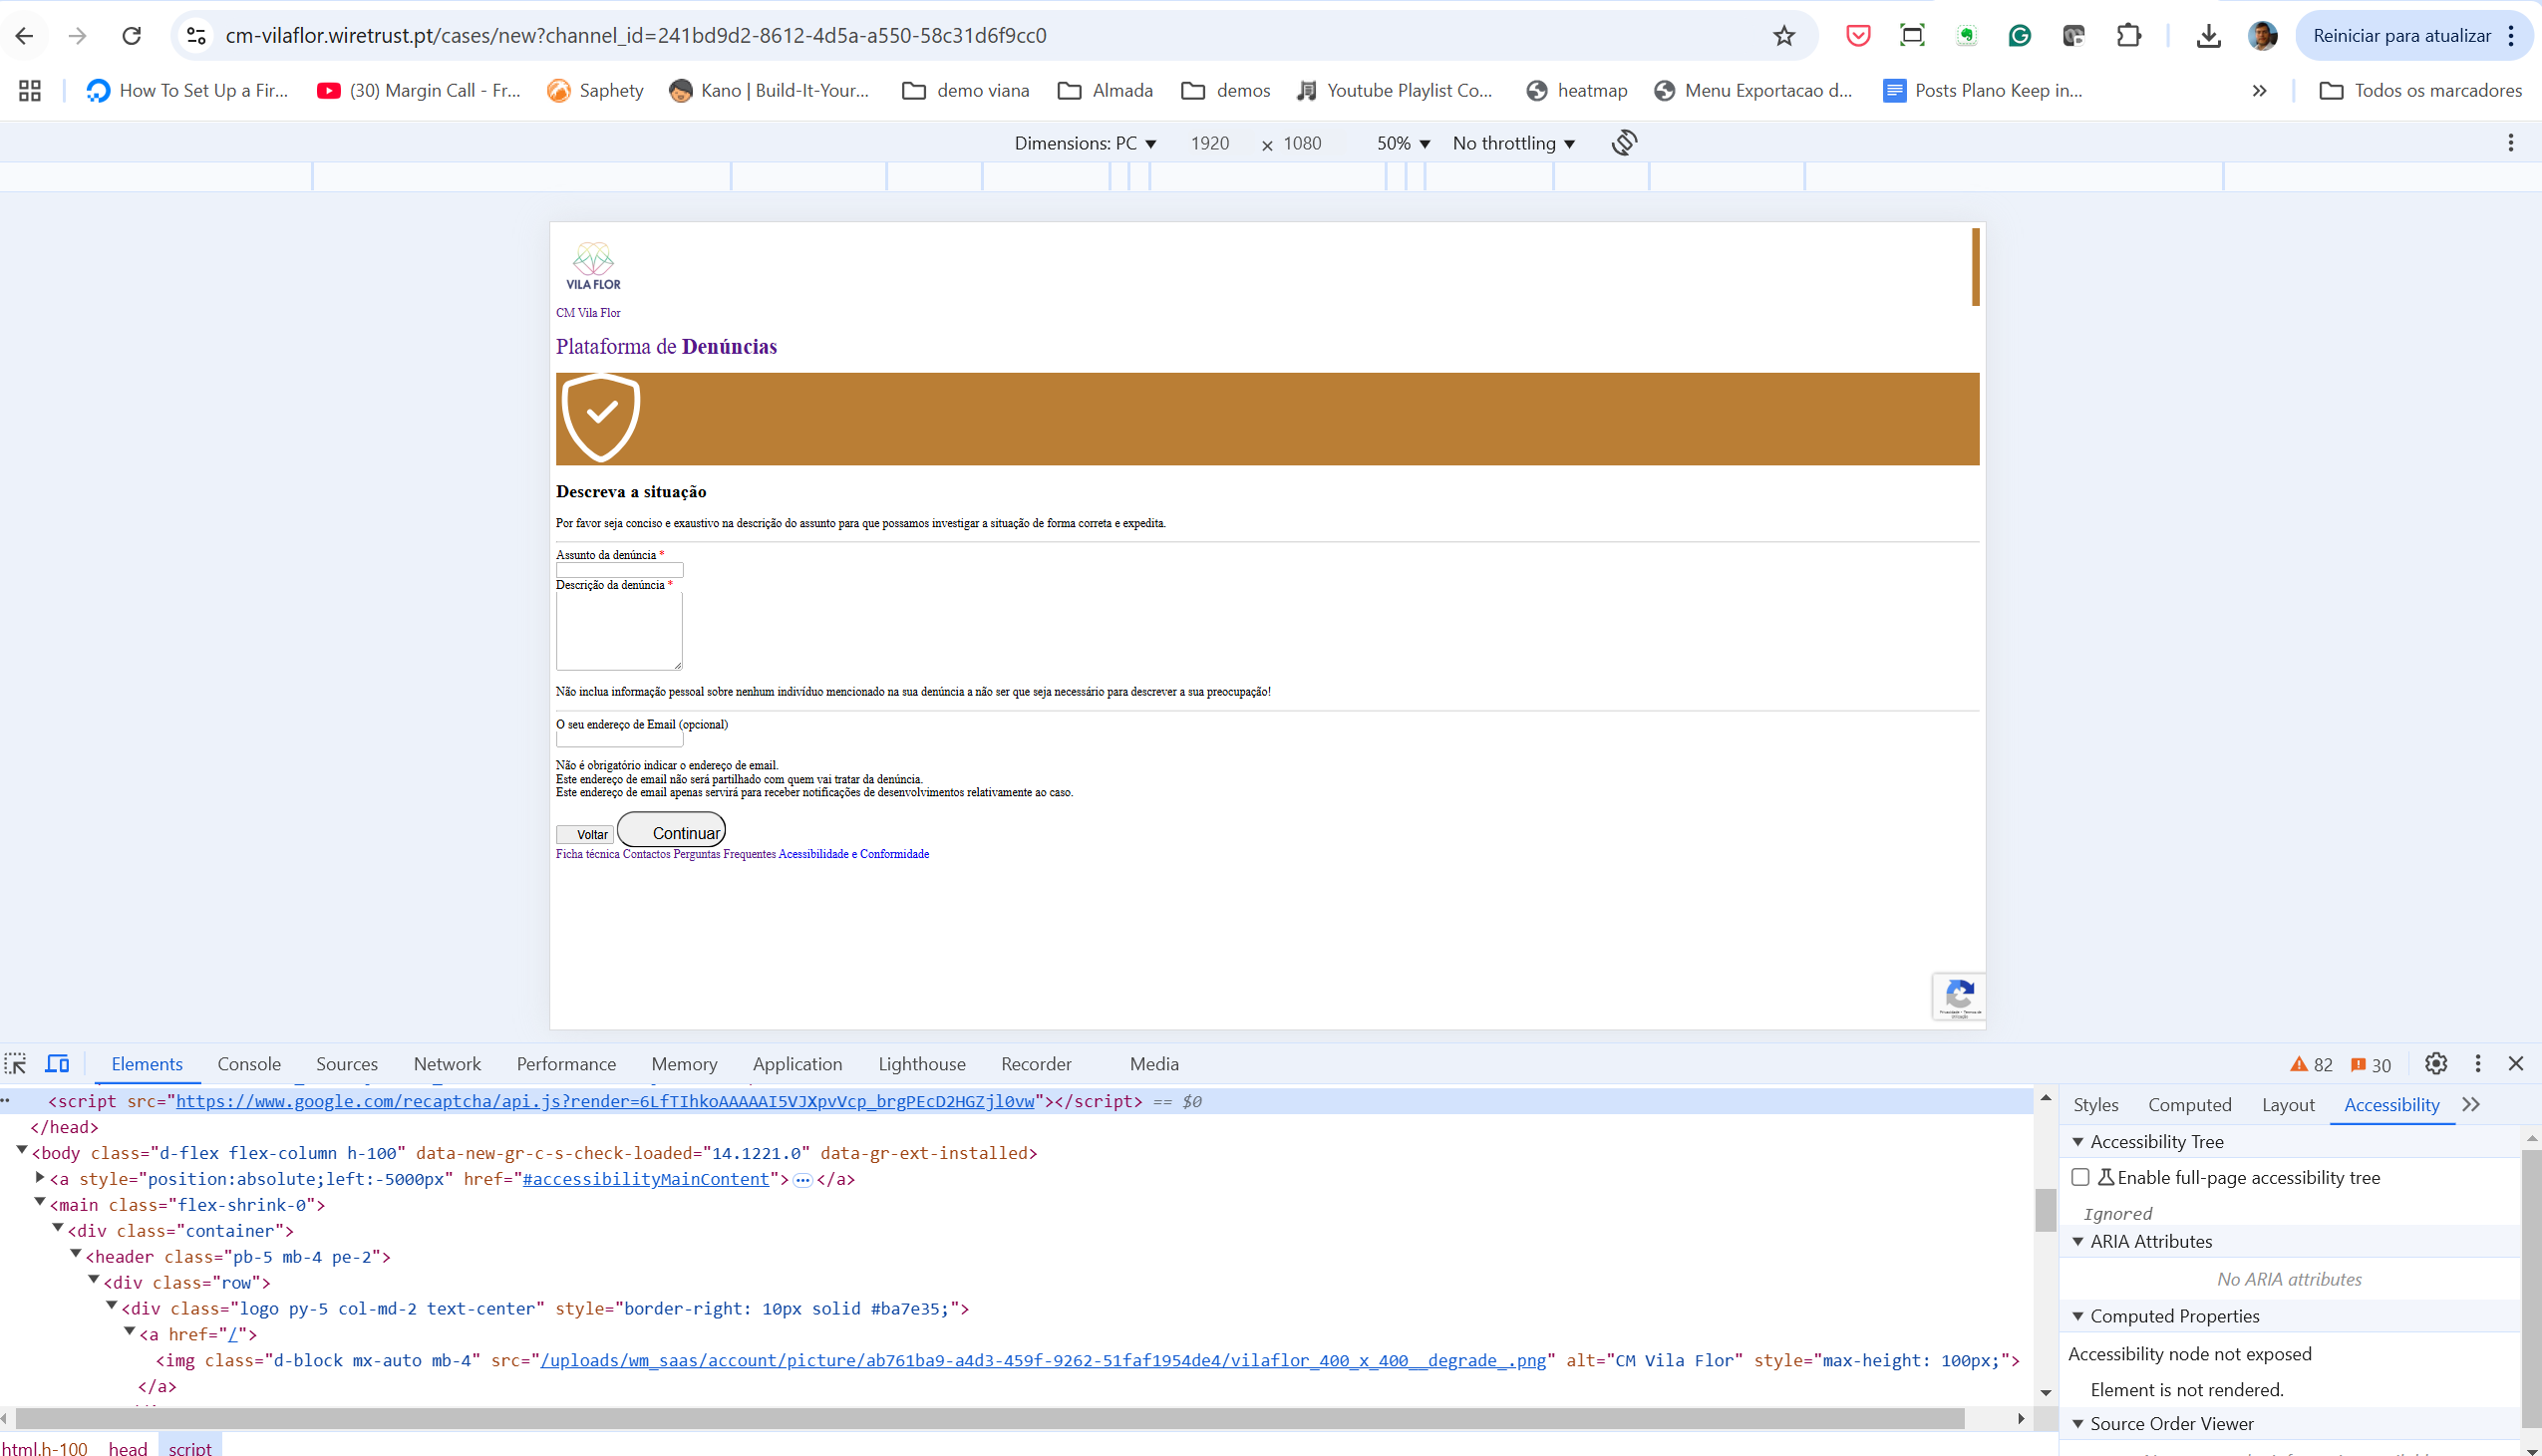 cm-vilaflor.wiretrust.pt/cases/new?channel_id=241bd9d2-8612-4d5a-a550-58c31d6f9cc0
Reiniciar para atualizar
How To Set Up a Fir...
(30) Margin Call - Fr...
Saphety
Kano | Build-It-Your...
demo viana
Almada
demos
Youtube Playlist Co...
heatmap
Menu Exportacao d...
Posts Plano Keep in...
Todos os marcadores
Dimensions: PC 1920 × 1080 50% No throttling
VILA FLOR
CM Vila Flor
Plataforma de Denúncias
Descreva a situação
Por favor seja conciso e exaustivo na descrição do assunto para que possamos investigar a situação de forma correta e expedita.
Assunto da denúncia *
Descrição da denúncia *
Não inclua informação pessoal sobre nenhum indivíduo mencionado na sua denúncia a não ser que seja necessário para descrever a sua preocupação!
O seu endereço de Email (opcional)
Não é obrigatório indicar o endereço de email.
Este endereço de email não será partilhado com quem vai tratar da denúncia.
Este endereço de email apenas servirá para receber notificações de desenvolvimentos relativamente ao caso.
Voltar Continuar
Ficha técnica Contactos Perguntas Frequentes Acessibilidade e Conformidade
Elements Console Sources Network Performance Memory Application Lighthouse Recorder Media 82 30
<script src="https://www.google.com/recaptcha/api.js?render=6LfTIhkoAAAAAI5VJXpvVcp_brgPEcD2HGZjl0vw"></script> == $0
</head>
<body class="d-flex flex-column h-100" data-new-gr-c-s-check-loaded="14.1221.0" data-gr-ext-installed>
<a style="position:absolute;left:-5000px" href="#accessibilityMainContent">…</a>
<main class="flex-shrink-0">
<div class="container">
<header class="pb-5 mb-4 pe-2">
<div class="row">
<div class="logo py-5 col-md-2 text-center" style="border-right: 10px solid #ba7e35;">
<a href="/">
<img class="d-block mx-auto mb-4" src="/uploads/wm_saas/account/picture/ab761ba9-a4d3-459f-9262-51faf1954de4/vilaflor_400_x_400__degrade_.png" alt="CM Vila Flor" style="max-height: 100px;">
</a>
html.h-100 head script
Styles Computed Layout Accessibility
Accessibility Tree
Enable full-page accessibility tree
Ignored
ARIA Attributes
No ARIA attributes
Computed Properties
Accessibility node not exposed
Element is not rendered.
Source Order Viewer